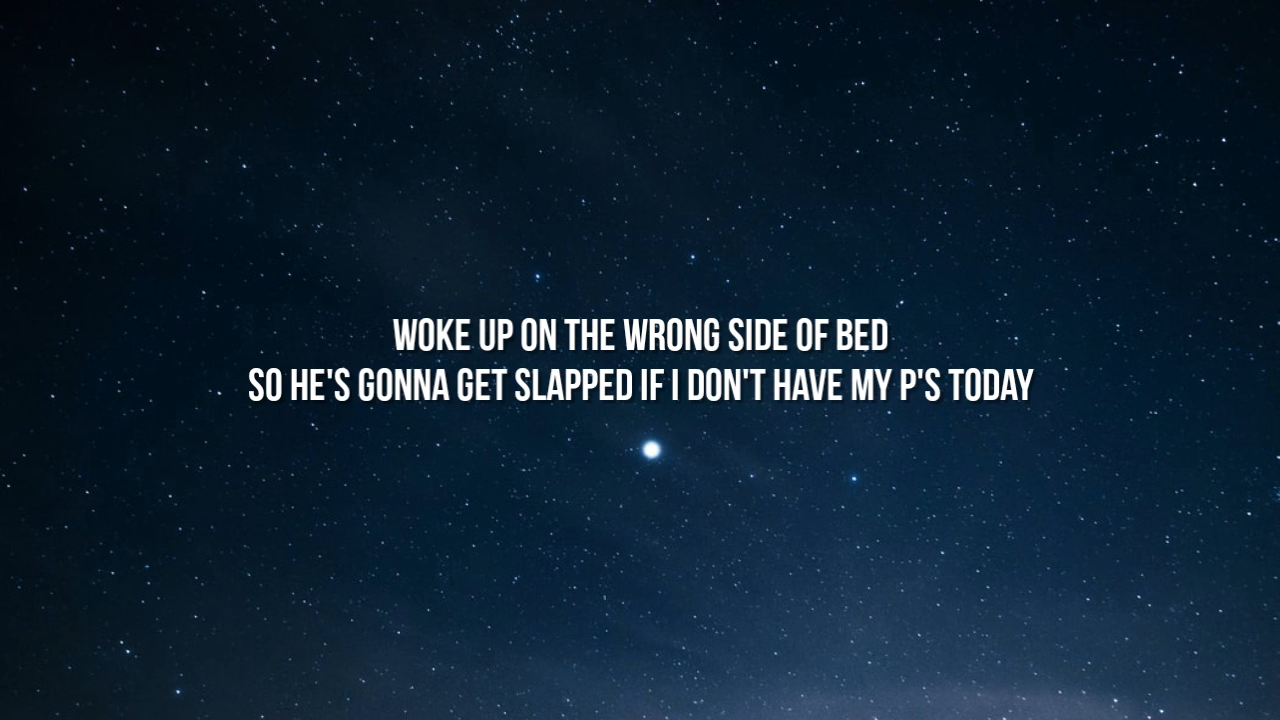 WOKE UP ON THE WRONG SIDE OF BED
SO HE'S GONNA GET SLAPPED IF I DON'T HAVE MY P'S TODAY